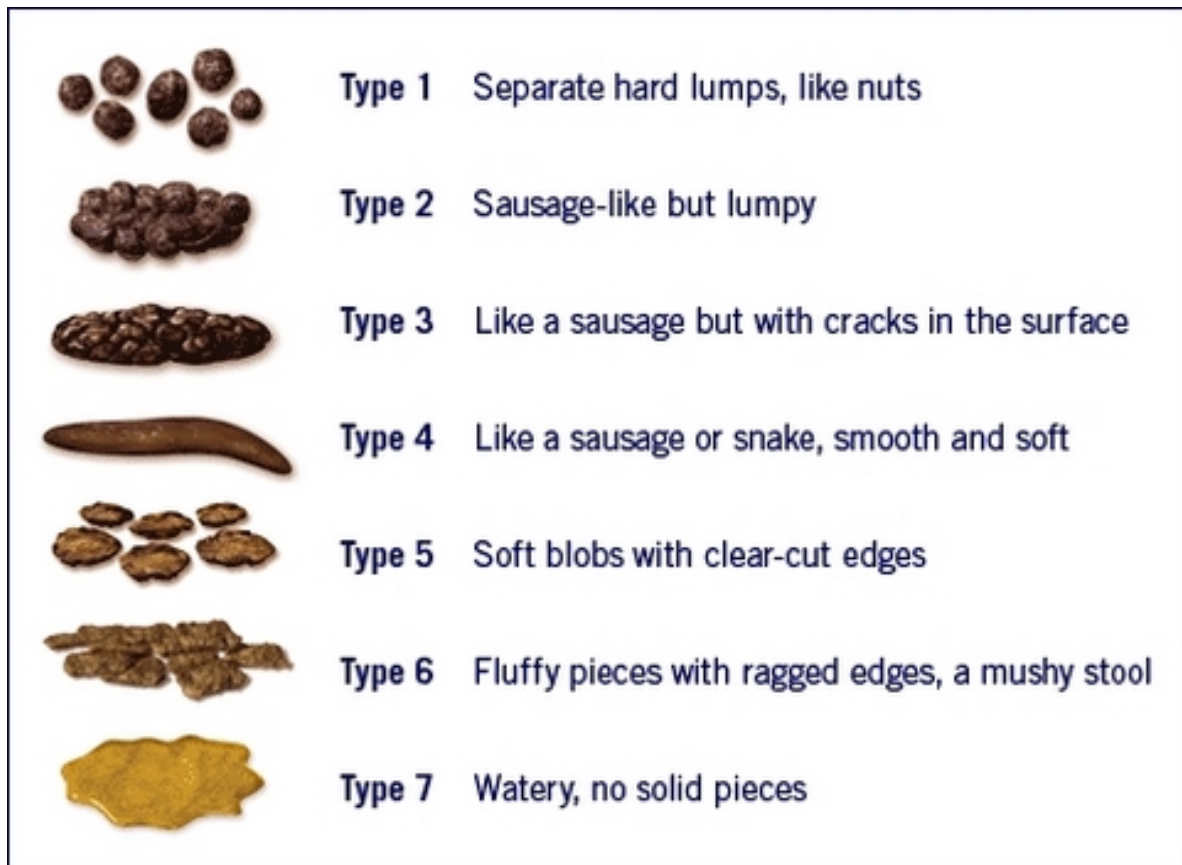 Type 1 Separate hard lumps, like nuts
Type 2 Sausage-like but lumpy
Type 3 Like a sausage but with cracks in the surface
Type 4 Like a sausage or snake, smooth and soft
Type 5 Soft blobs with clear-cut edges
Type 6 Fluffy pieces with ragged edges, a mushy stool
Type 7 Watery, no solid pieces